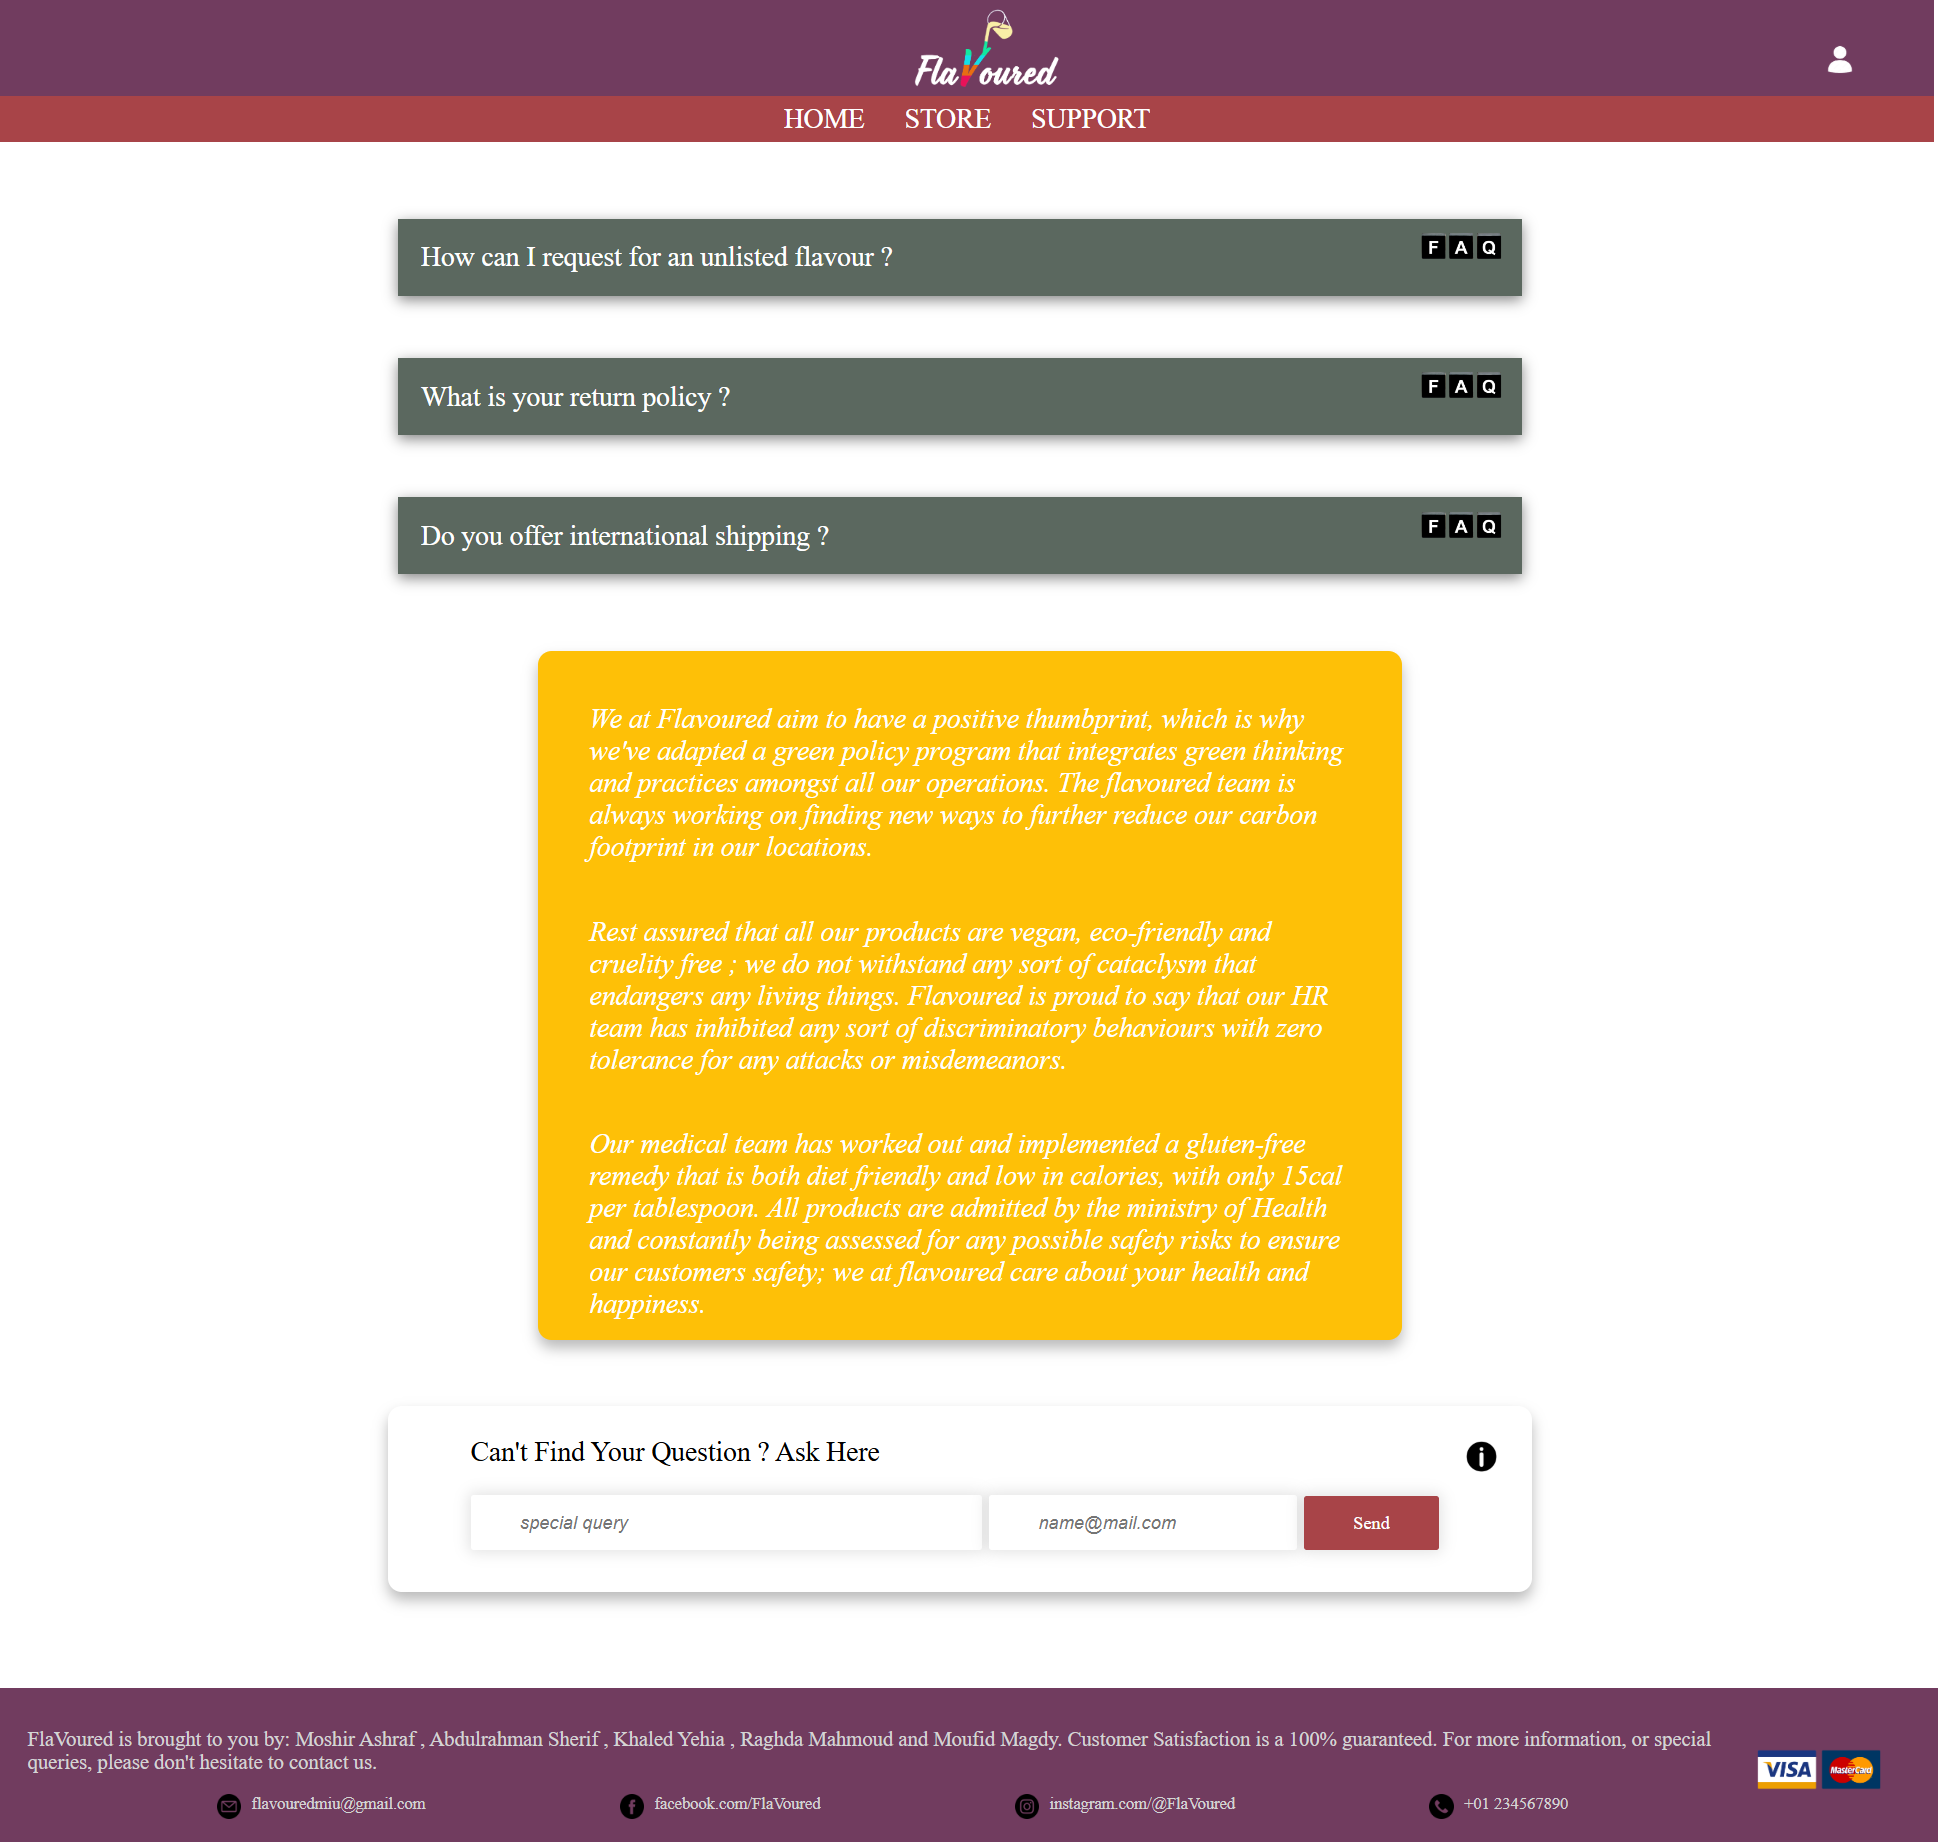 FlaVoured
HOME STORE SUPPORT
How can I request for an unlisted flavour ?
F A Q
What is your return policy ?
F A Q
Do you offer international shipping ?
F A Q
We at Flavoured aim to have a positive thumbprint, which is why
we've adapted a green policy program that integrates green thinking
and practices amongst all our operations. The flavoured team is
always working on finding new ways to further reduce our carbon
footprint in our locations.
Rest assured that all our products are vegan, eco-friendly and
cruelity free ; we do not withstand any sort of cataclysm that
endangers any living things. Flavoured is proud to say that our HR
team has inhibited any sort of discriminatory behaviours with zero
tolerance for any attacks or misdemeanors.
Our medical team has worked out and implemented a gluten-free
remedy that is both diet friendly and low in calories, with only 15cal
per tablespoon. All products are admitted by the ministry of Health
and constantly being assessed for any possible safety risks to ensure
our customers safety; we at flavoured care about your health and
happiness.
Can't Find Your Question ? Ask Here
special query
name@mail.com
Send
FlaVoured is brought to you by: Moshir Ashraf , Abdulrahman Sherif , Khaled Yehia , Raghda Mahmoud and Moufid Magdy. Customer Satisfaction is a 100% guaranteed. For more information, or special
queries, please don't hesitate to contact us.
VISA MasterCard
flavouredmiu@gmail.com
facebook.com/FlaVoured
instagram.com/@FlaVoured
+01 234567890